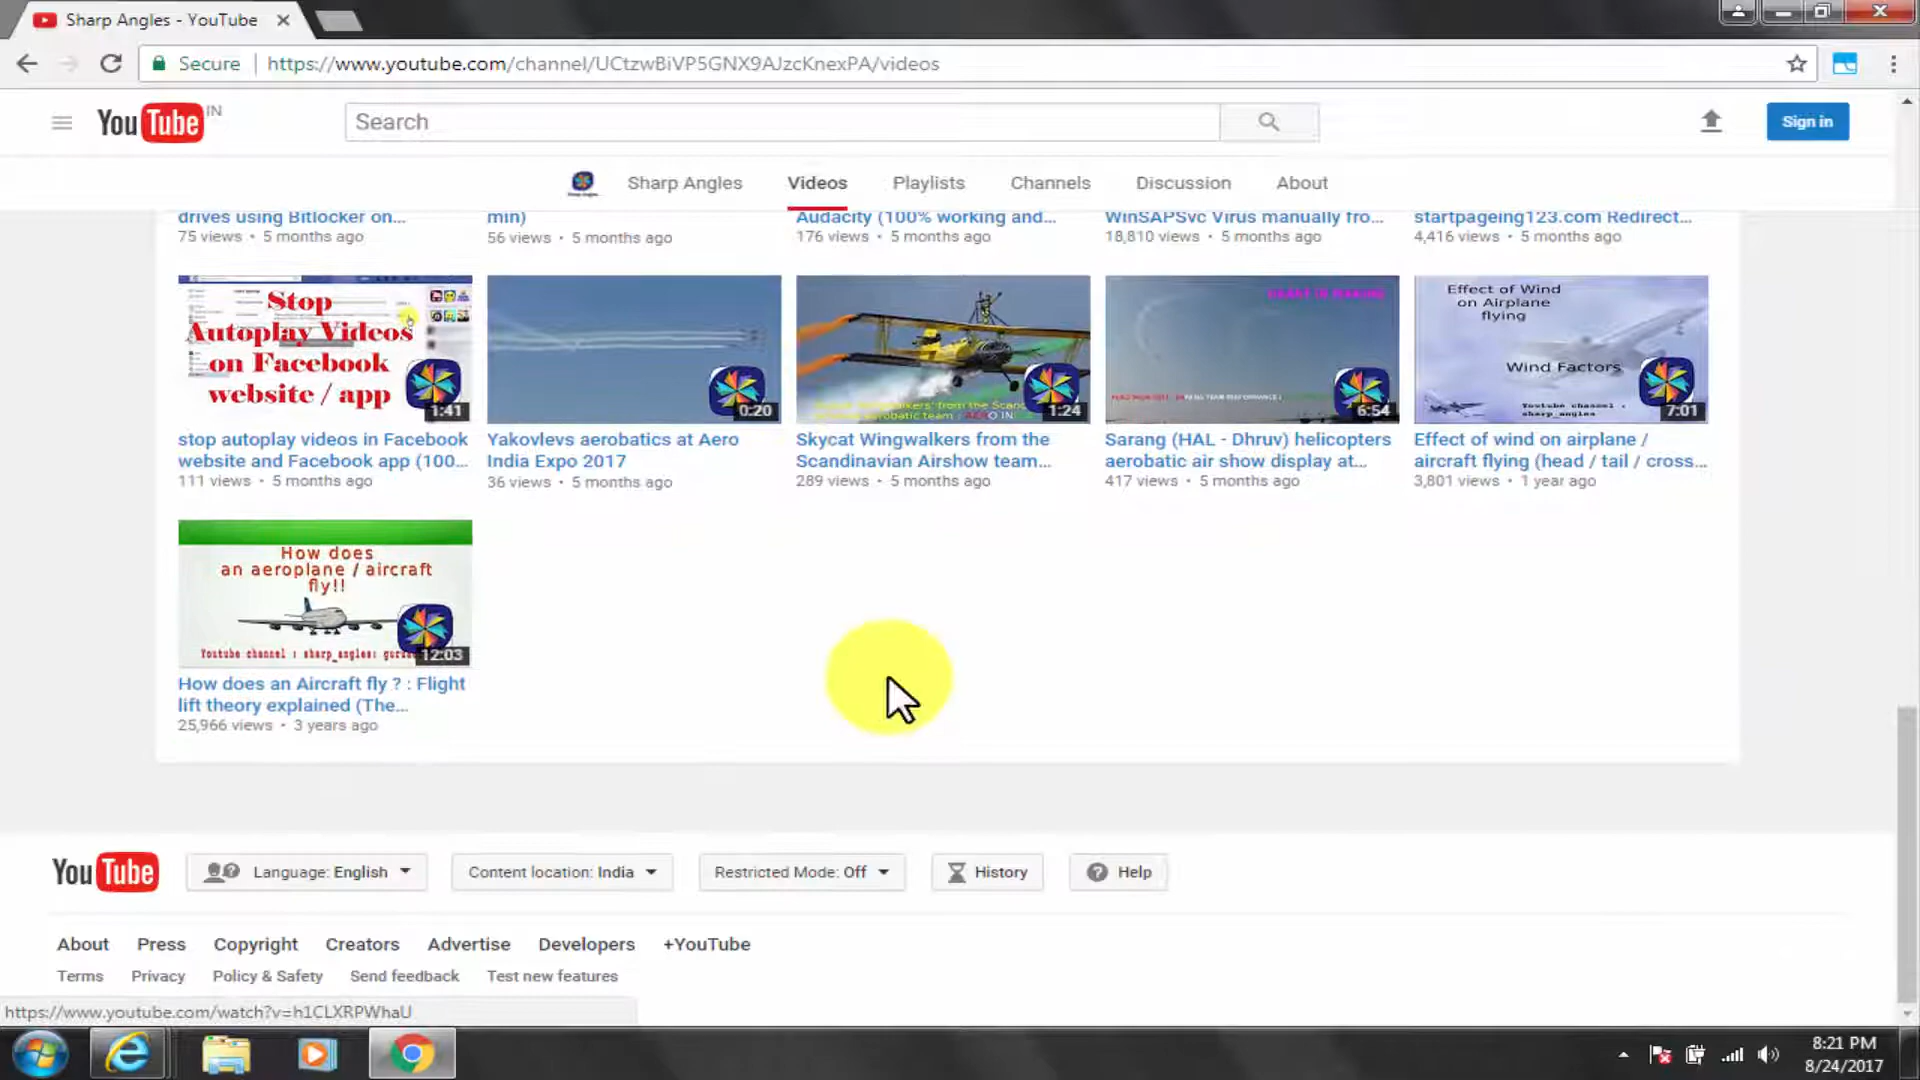 Sharp Angles - YouTube
Secure
https://www.youtube.com/channel/UCtzwBiVP5GNX9AJzcKnexPA/videos
YouTube IN
Search
Sign in
Sharp Angles
Videos
Playlists
Channels
Discussion
About
drives using Bitlocker on...
75 views • 5 months ago
min)
56 views • 5 months ago
Audacity (100% working and...
176 views • 5 months ago
WinSAPSvc Virus manually fro...
18,810 views • 5 months ago
startpageing123.com Redirect...
4,416 views • 5 months ago
Stop
Autoplay Videos
on Facebook
website / app
1:41
stop autoplay videos in Facebook
website and Facebook app (100...
111 views • 5 months ago
0:20
Yakovlevs aerobatics at Aero
India Expo 2017
36 views • 5 months ago
1:24
Skycat Wingwalkers from the
Scandinavian Airshow team...
289 views • 5 months ago
6:54
Sarang (HAL - Dhruv) helicopters
aerobatic air show display at...
417 views • 5 months ago
Effect of Wind
on Airplane
flying
Wind Factors
Youtube channel :
sharp_angles
7:01
Effect of wind on airplane /
aircraft flying (head / tail / cross...
3,801 views • 1 year ago
How does
an aeroplane / aircraft
fly!!
Youtube channel : sharp_angles:
12:03
How does an Aircraft fly ? : Flight
lift theory explained (The...
25,966 views • 3 years ago
YouTube
Language: English
Content location: India
Restricted Mode: Off
History
Help
About
Press
Copyright
Creators
Advertise
Developers
+YouTube
Terms
Privacy
Policy & Safety
Send feedback
Test new features
https://www.youtube.com/watch?v=h1CLXRPWhaU
8:21 PM
8/24/2017